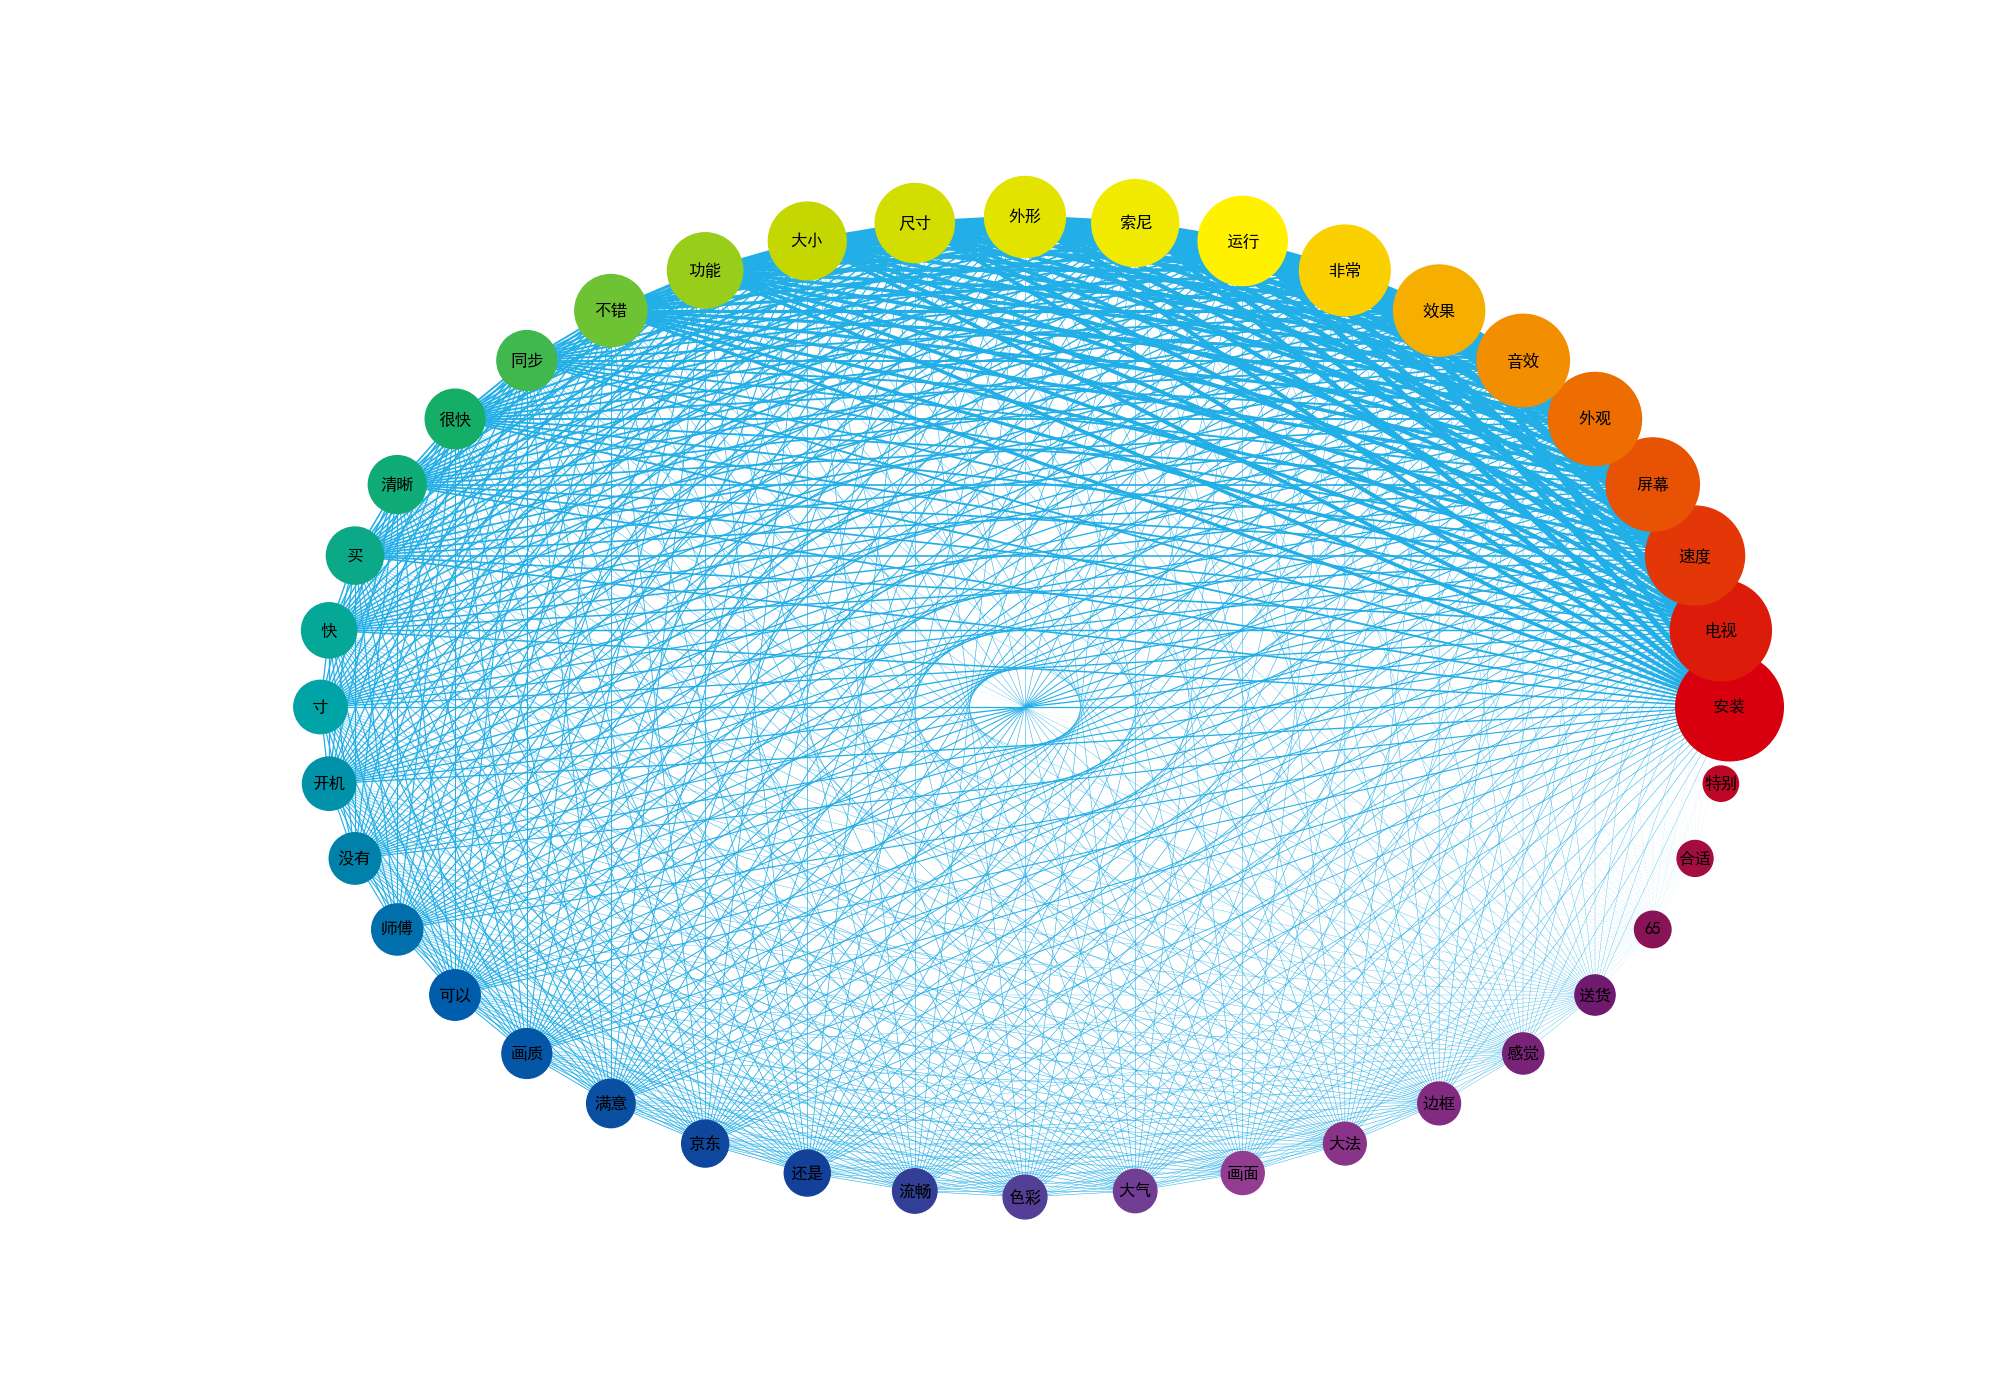 外形
索尼
尺寸
运行
大小
非常
功能
效果
不错
音效
同步
外观
很快
屏幕
清晰
速度
买
电视
快
安装
寸
特别
开机
合适
没有
65
师傅
送货
可以
感觉
画质
边框
满意
大法
京东
画面
还是
大气
流畅
色彩